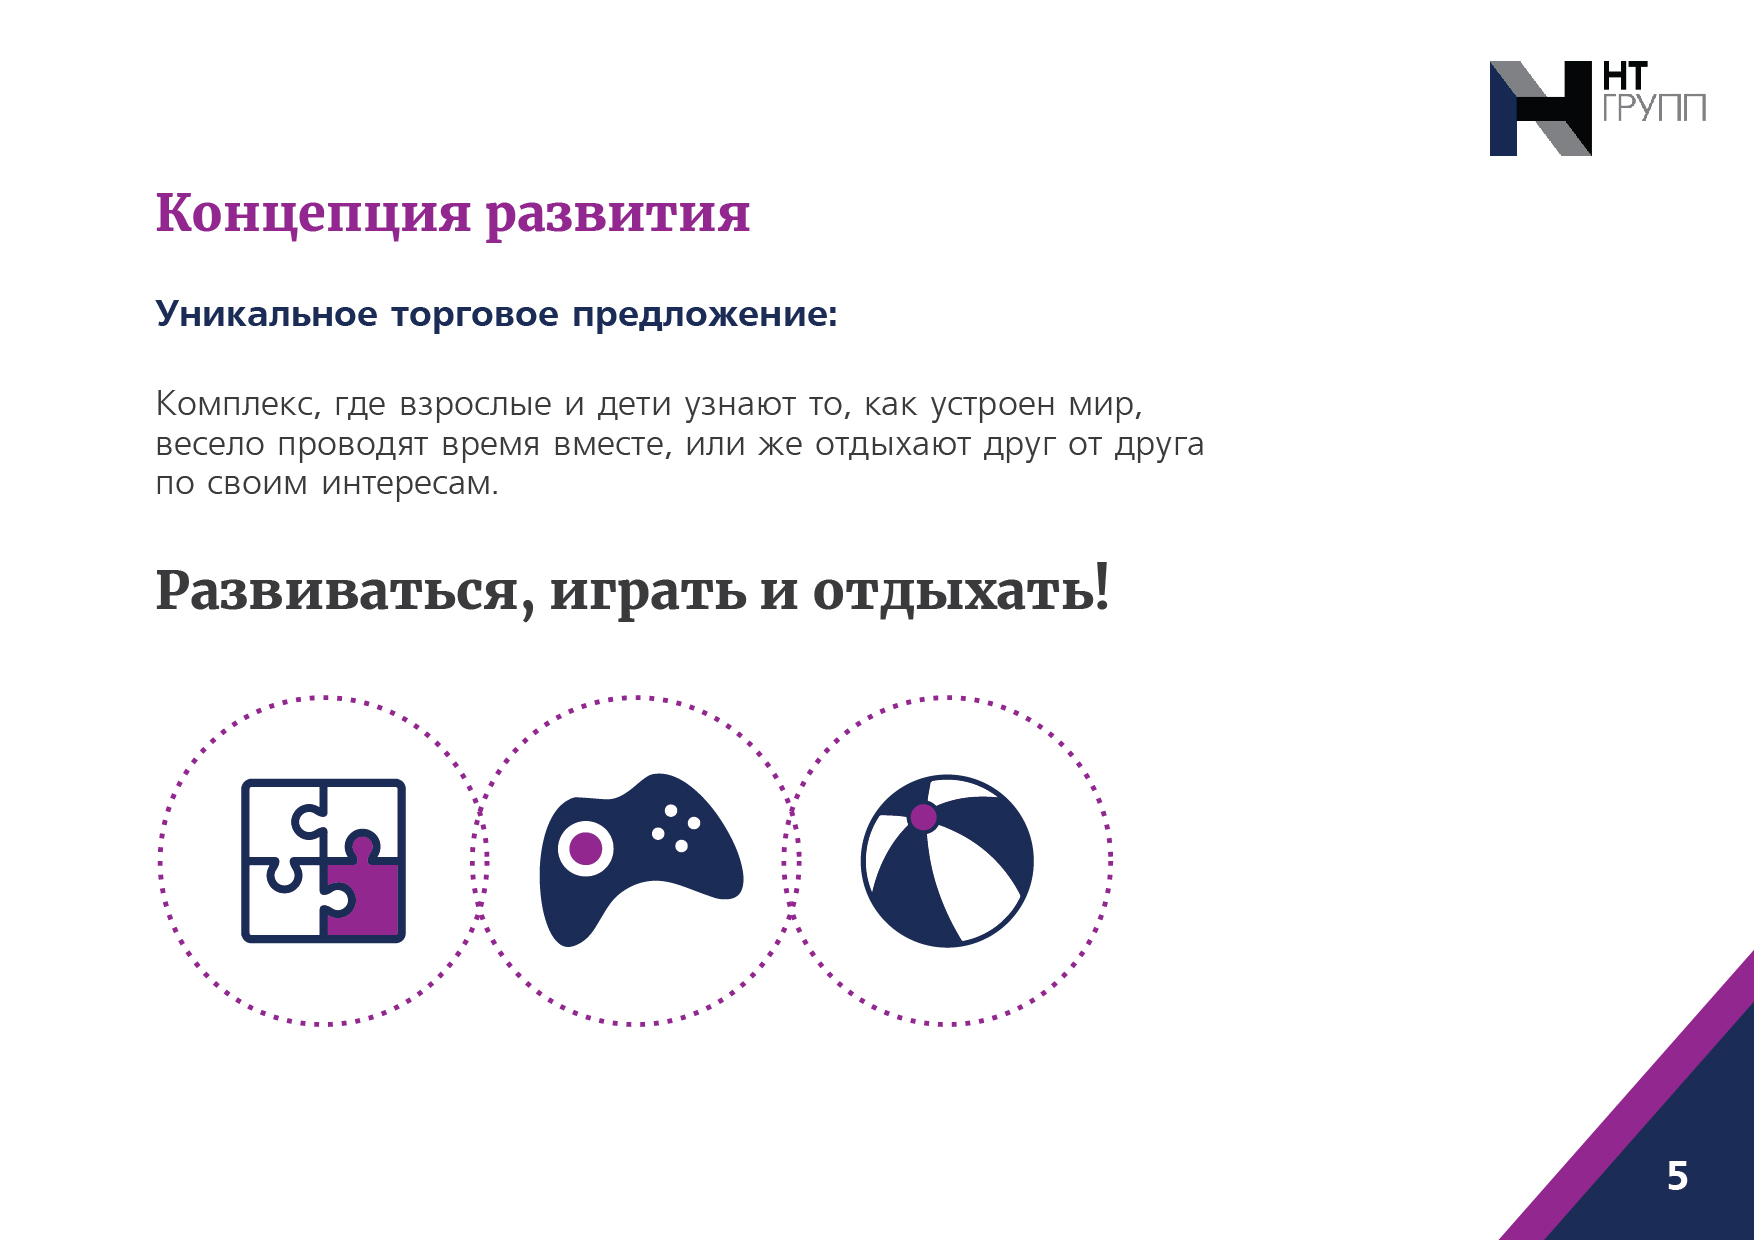 НТ
ГРУПП
Концепция развития
Уникальное торговое предложение:
Комплекс, где взрослые и дети узнают то, как устроен мир,
весело проводят время вместе, или же отдыхают друг от друга
по своим интересам.
Развиваться, играть и отдыхать!
5